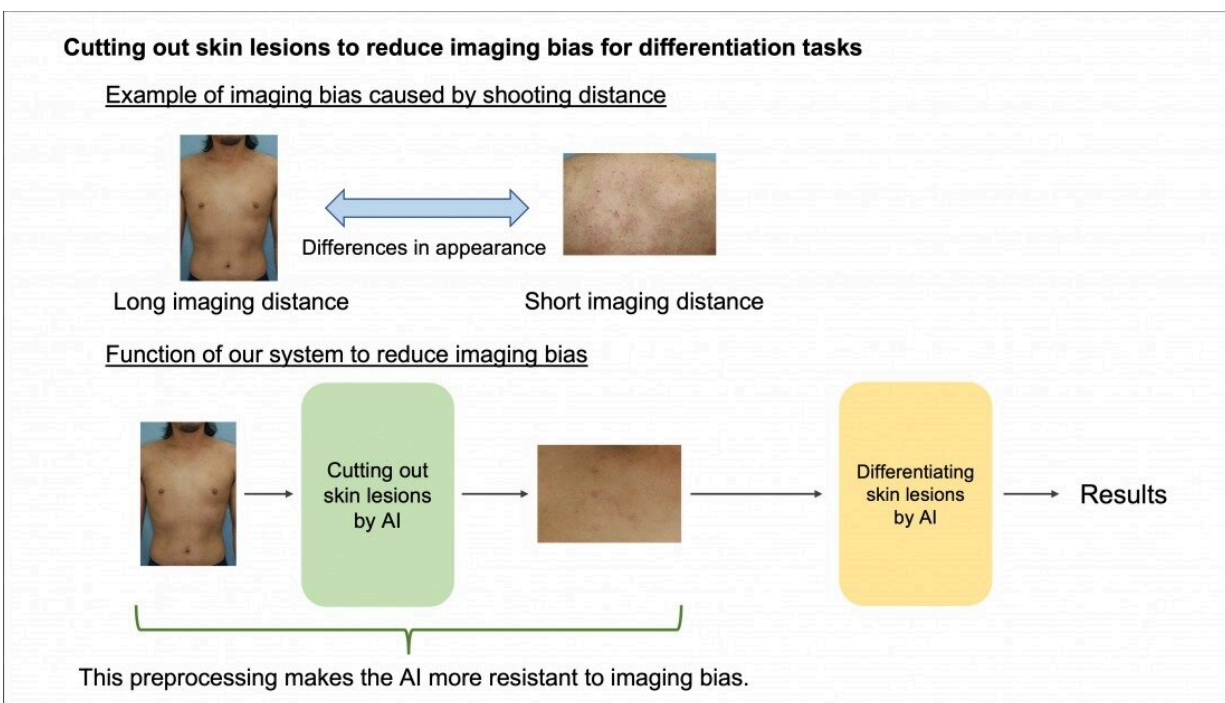 Cutting out skin lesions to reduce imaging bias for differentiation tasks
Example of imaging bias caused by shooting distance
Differences in appearance
Long imaging distance
Short imaging distance
Function of our system to reduce imaging bias
Cutting out
skin lesions
by AI
Differentiating
skin lesions
by AI
Results
This preprocessing makes the AI more resistant to imaging bias.